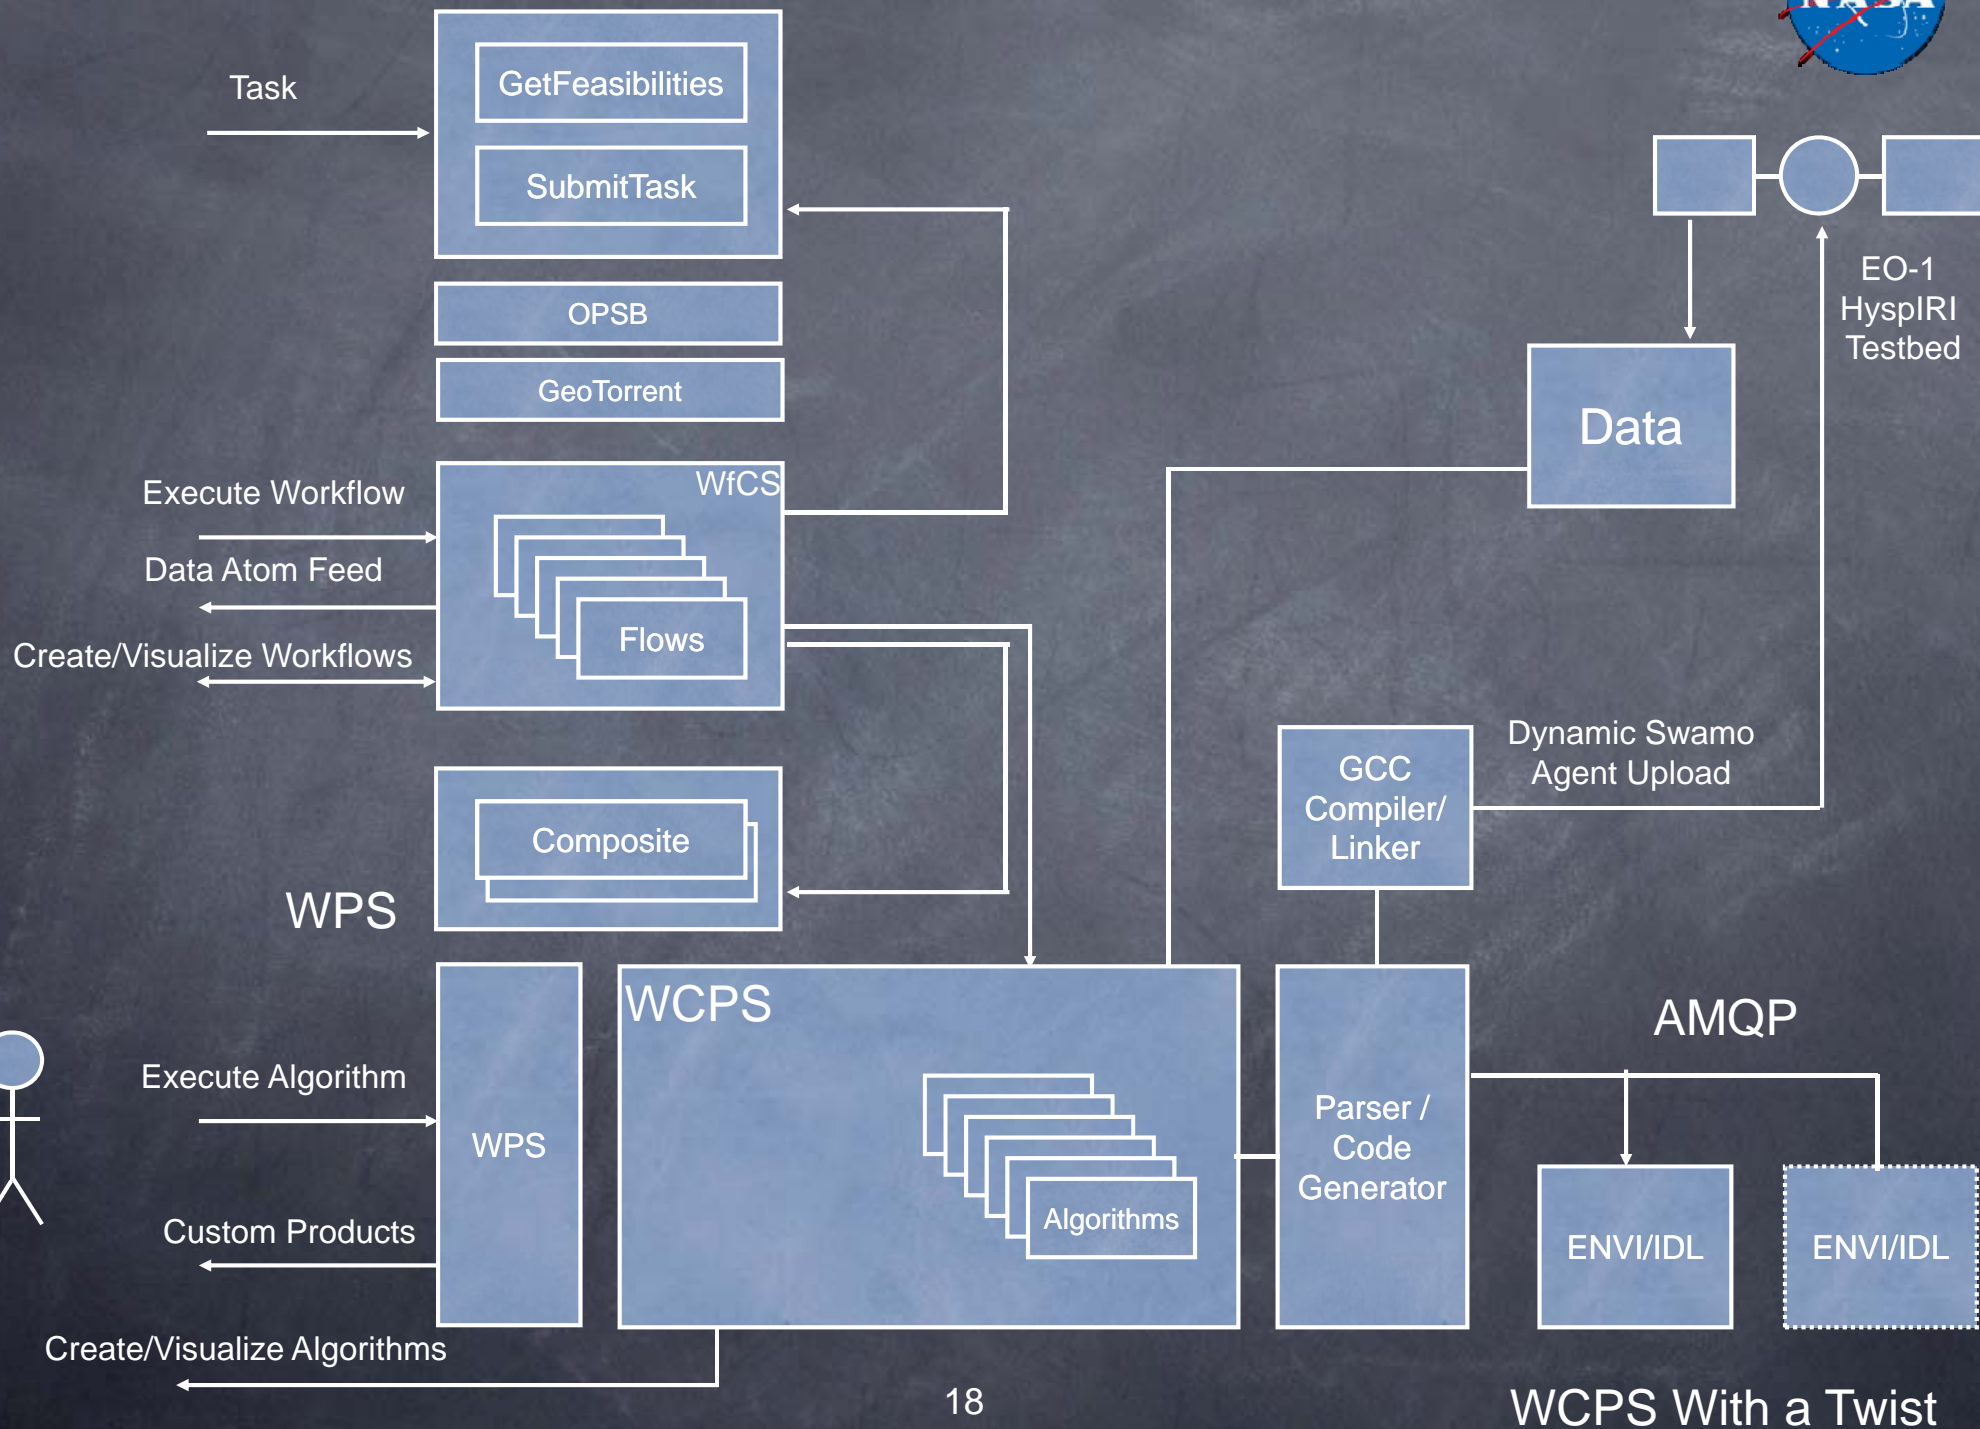 NASA
Task
GetFeasibilities
SubmitTask
OPSB
GeoTorrent
EO-1
HyspIRI
Testbed
Data
Execute Workflow
Data Atom Feed
Create/Visualize Workflows
WfCS
Flows
Dynamic Swamo
Agent Upload
GCC
Compiler/
Linker
Composite
WPS
WCPS
AMQP
Execute Algorithm
WPS
Parser /
Code
Generator
Algorithms
Custom Products
ENVI/IDL
ENVI/IDL
Create/Visualize Algorithms
18
WCPS With a Twist